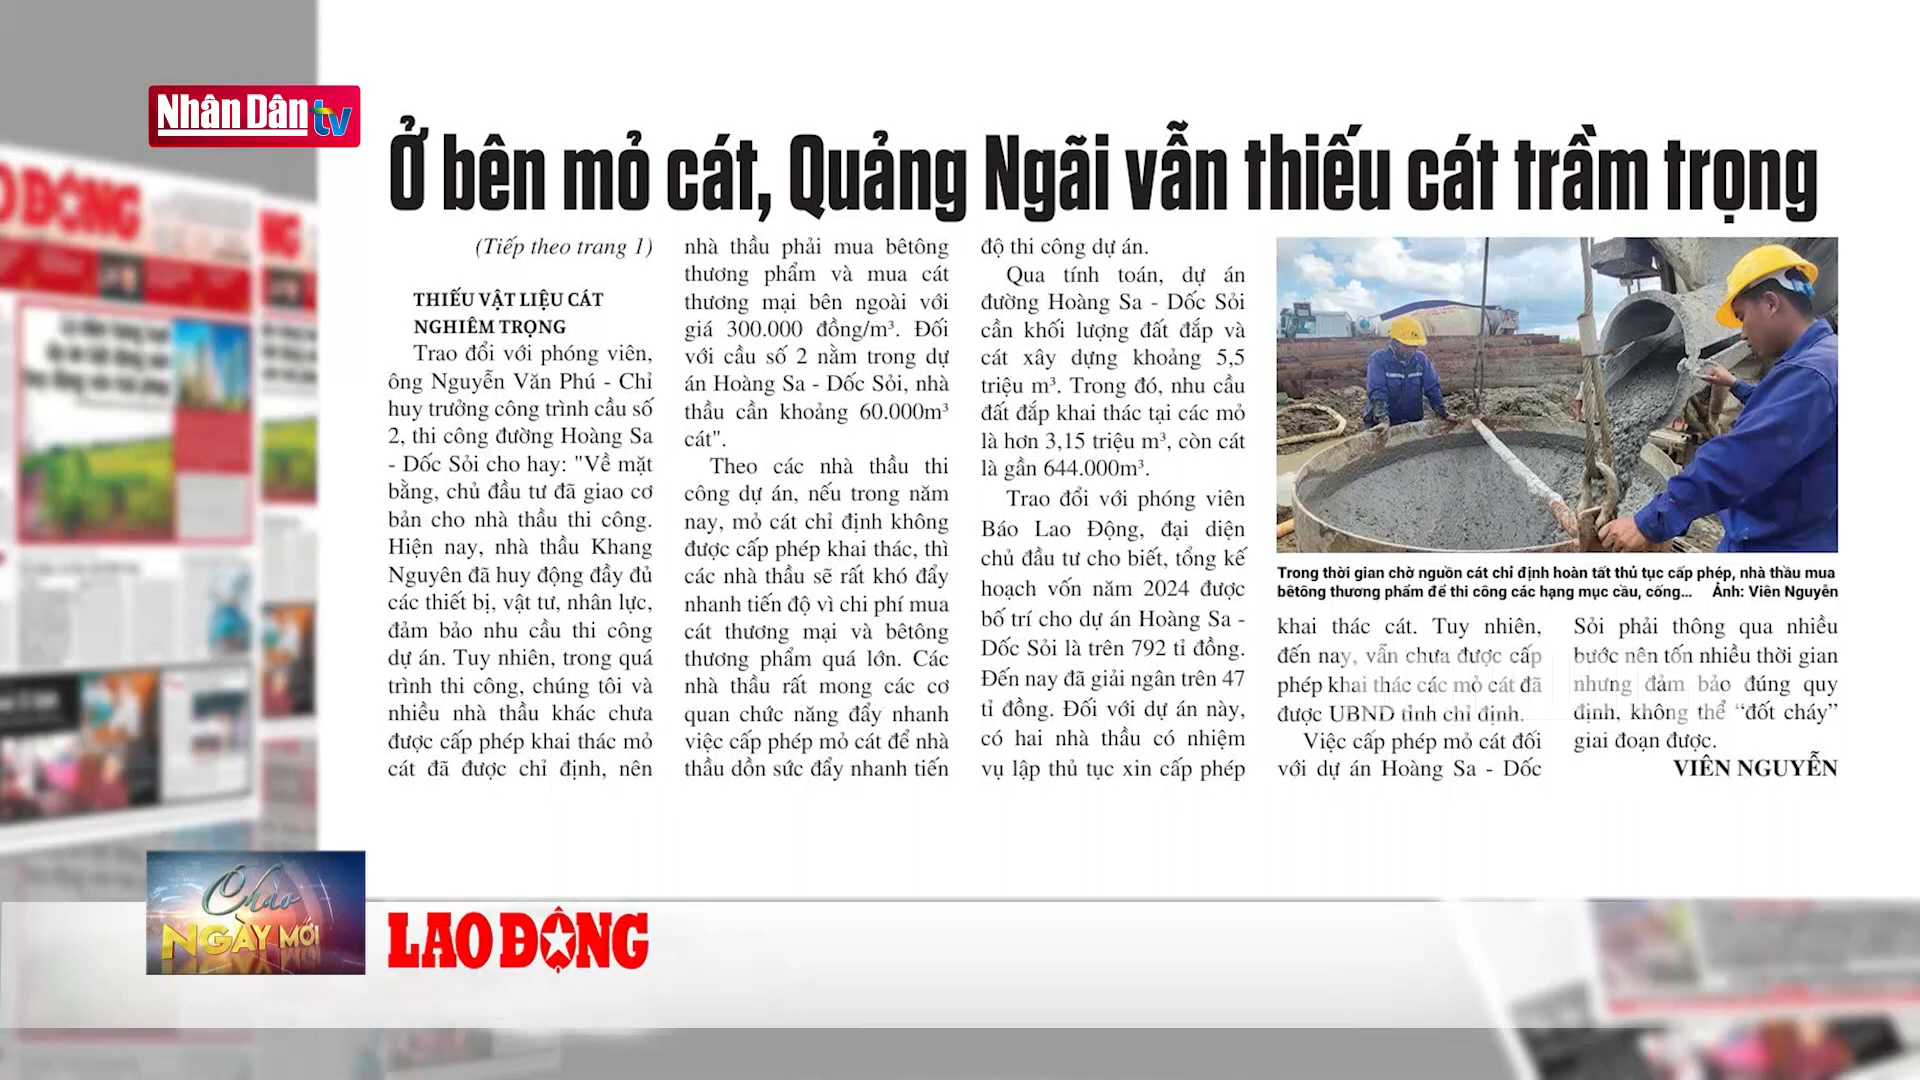 Nhân Dân tv
Ở bên mỏ cát, Quảng Ngãi vẫn thiếu cát trầm trọng
(Tiếp theo trang 1)
THIẾU VẬT LIỆU CÁT
NGHIÊM TRỌNG
Trao đổi với phóng viên,
ông Nguyễn Văn Phú - Chỉ
huy trưởng công trình cầu số
2, thi công đường Hoàng Sa
- Dốc Sỏi cho hay: "Về mặt
bằng, chủ đầu tư đã giao cơ
bản cho nhà thầu thi công.
Hiện nay, nhà thầu Khang
Nguyên đã huy động đầy đủ
các thiết bị, vật tư, nhân lực,
đảm bảo nhu cầu thi công
dự án. Tuy nhiên, trong quá
trình thi công, chúng tôi và
nhiều nhà thầu khác chưa
được cấp phép khai thác mỏ
cát đã được chỉ định, nên
nhà thầu phải mua bêtông
thương phẩm và mua cát
thương mại bên ngoài với
giá 300.000 đồng/m³. Đối
với cầu số 2 nằm trong dự
án Hoàng Sa - Dốc Sỏi, nhà
thầu cần khoảng 60.000m³
cát".
Theo các nhà thầu thi
công dự án, nếu trong năm
nay, mỏ cát chỉ định không
được cấp phép khai thác, thì
các nhà thầu sẽ rất khó đẩy
nhanh tiến độ vì chi phí mua
cát thương mại và bêtông
thương phẩm quá lớn. Các
nhà thầu rất mong các cơ
quan chức năng đẩy nhanh
việc cấp phép mỏ cát để nhà
thầu dồn sức đẩy nhanh tiến
độ thi công dự án.
Qua tính toán, dự án
đường Hoàng Sa - Dốc Sỏi
cần khối lượng đất đắp và
cát xây dựng khoảng 5,5
triệu m³. Trong đó, nhu cầu
đất đắp khai thác tại các mỏ
là hơn 3,15 triệu m³, còn cát
là gần 644.000m³.
Trao đổi với phóng viên
Báo Lao Động, đại diện
chủ đầu tư cho biết, tổng kế
hoạch vốn năm 2024 được
bố trí cho dự án Hoàng Sa -
Dốc Sỏi là trên 792 tỉ đồng.
Đến nay đã giải ngân trên 47
tỉ đồng. Đối với dự án này,
có hai nhà thầu có nhiệm
vụ lập thủ tục xin cấp phép
Trong thời gian chờ nguồn cát chỉ định hoàn tất thủ tục cấp phép, nhà thầu mua
bêtông thương phẩm để thi công các hạng mục cầu, cống... Ảnh: Viên Nguyễn
khai thác cát. Tuy nhiên,
đến nay, vẫn chưa được cấp
phép khai thác các mỏ cát đã
được UBND tỉnh chỉ định.
Việc cấp phép mỏ cát đối
với dự án Hoàng Sa - Dốc
Sỏi phải thông qua nhiều
bước nên tốn nhiều thời gian
nhưng đảm bảo đúng quy
định, không thể “đốt cháy”
giai đoạn được.
VIÊN NGUYỄN
Chào
NGÀY MỚI
LAO ĐỘNG